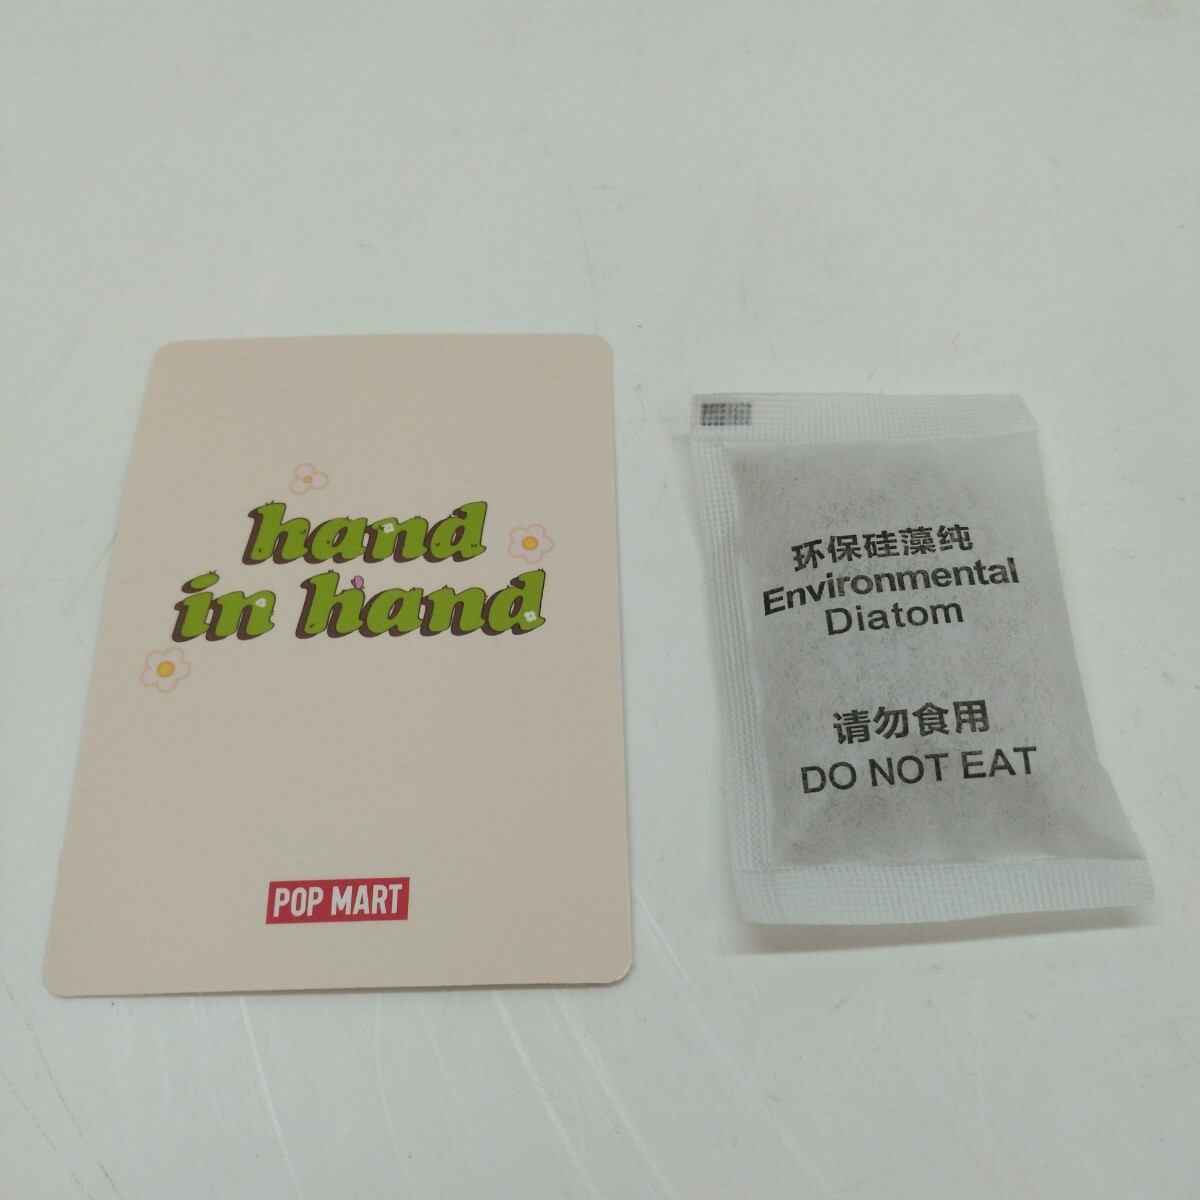 hand
in hand
POP MART
环保硅藻纯
Environmental
Diatom
请勿食用
DO NOT EAT